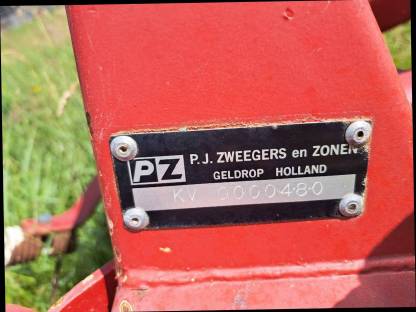 PZ P.J. ZWEEGERS en ZONEN
GELDROP HOLLAND
KV 0000480